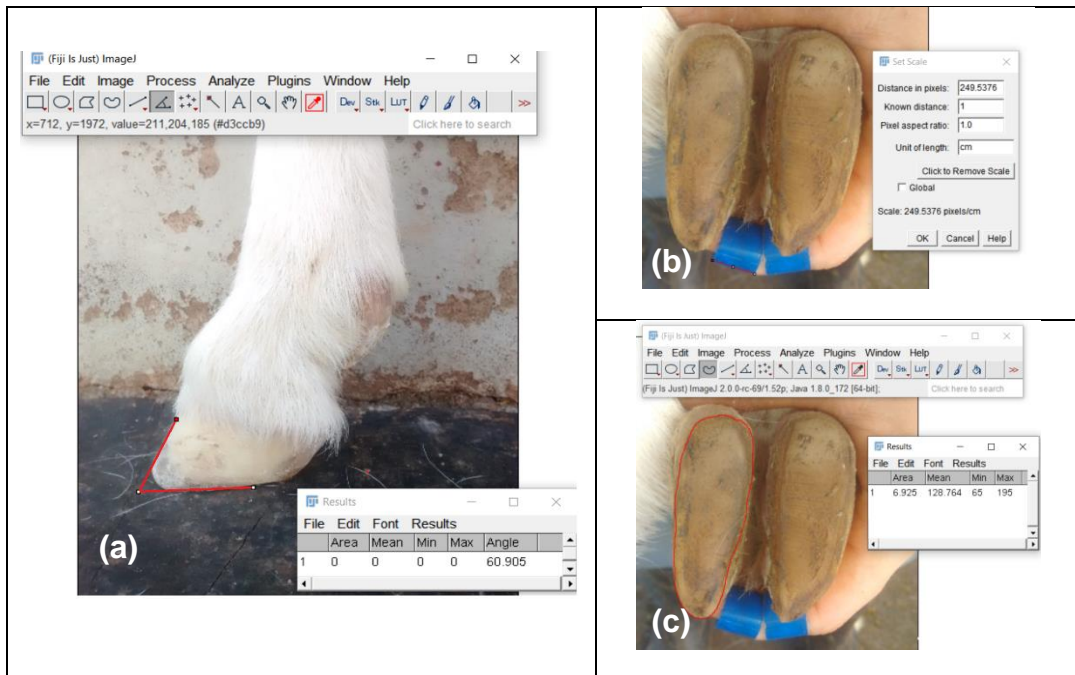 (Fiji Is Just) ImageJ
File Edit Image Process Analyze Plugins Window Help
Dev Stk LUT >>
x=712, y=1972, value=211,204,185 (#d3ccb9)
Click here to search
Results
File Edit Font Results
Area Mean Min Max Angle
1 0 0 0 0 60.905
(a)
Set Scale
Distance in pixels: 249.5376
Known distance: 1
Pixel aspect ratio: 1.0
Unit of length: cm
Click to Remove Scale
Global
Scale: 249.5376 pixels/cm
OK Cancel Help
(b)
(Fiji Is Just) ImageJ
File Edit Image Process Analyze Plugins Window Help
Dev Stk LUT >>
(Fiji Is Just) ImageJ 2.0.0-rc-69/1.52p; Java 1.8.0_172 [64-bit];
Click here to search
Results
File Edit Font Results
Area Mean Min Max
1 6.925 128.764 65 195
(c)